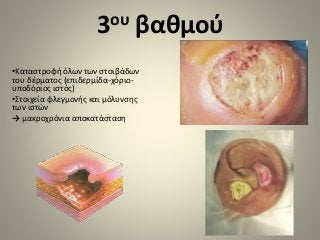 3ου βαθμού
•Καταστροφή όλων των στοιβάδων
του δέρματος (επιδερμίδα-χόριο-
υποδόριος ιστός)
•Στοιχεία φλεγμονής και μόλυνσης
των ιστών
→ μακροχρόνια αποκατάσταση